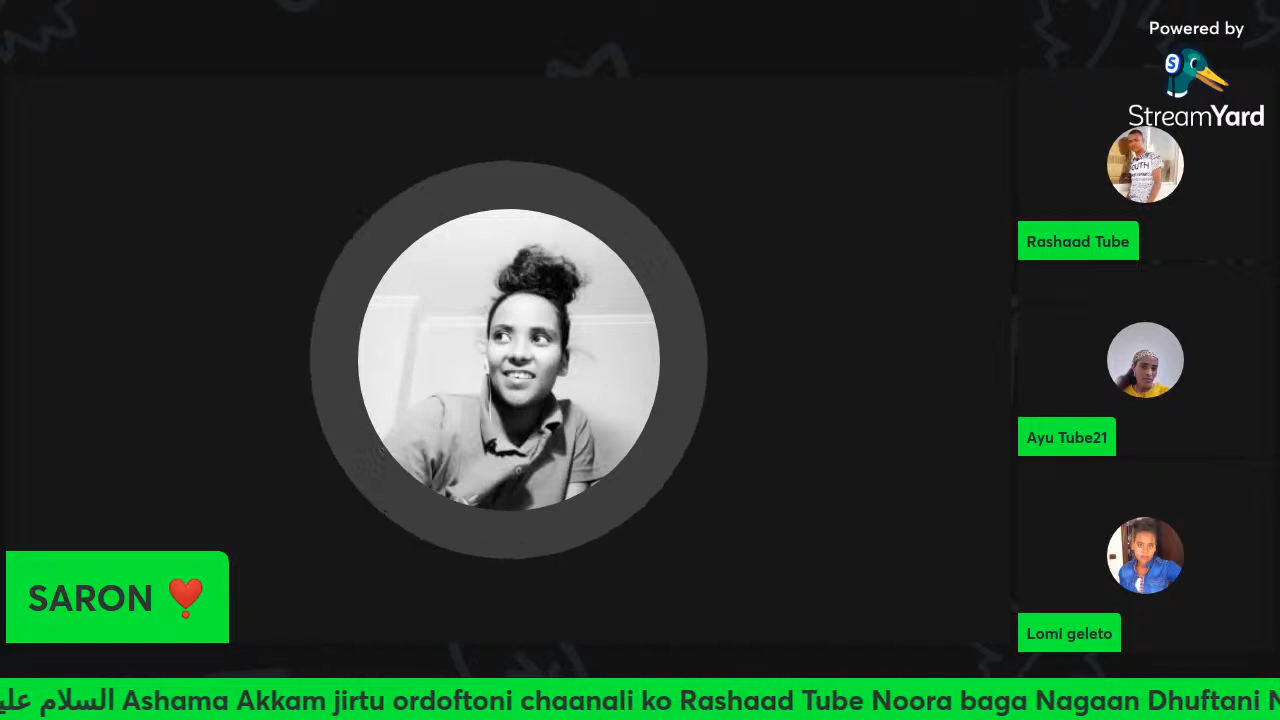 Powered by
StreamYard
Rashaad Tube
Ayu Tube21
SARON ❣️
Lomi geleto
السلام Ashama Akkam jirtu ordoftoni chaanali ko Rashaad Tube Noora baga Nagaan Dhuftani